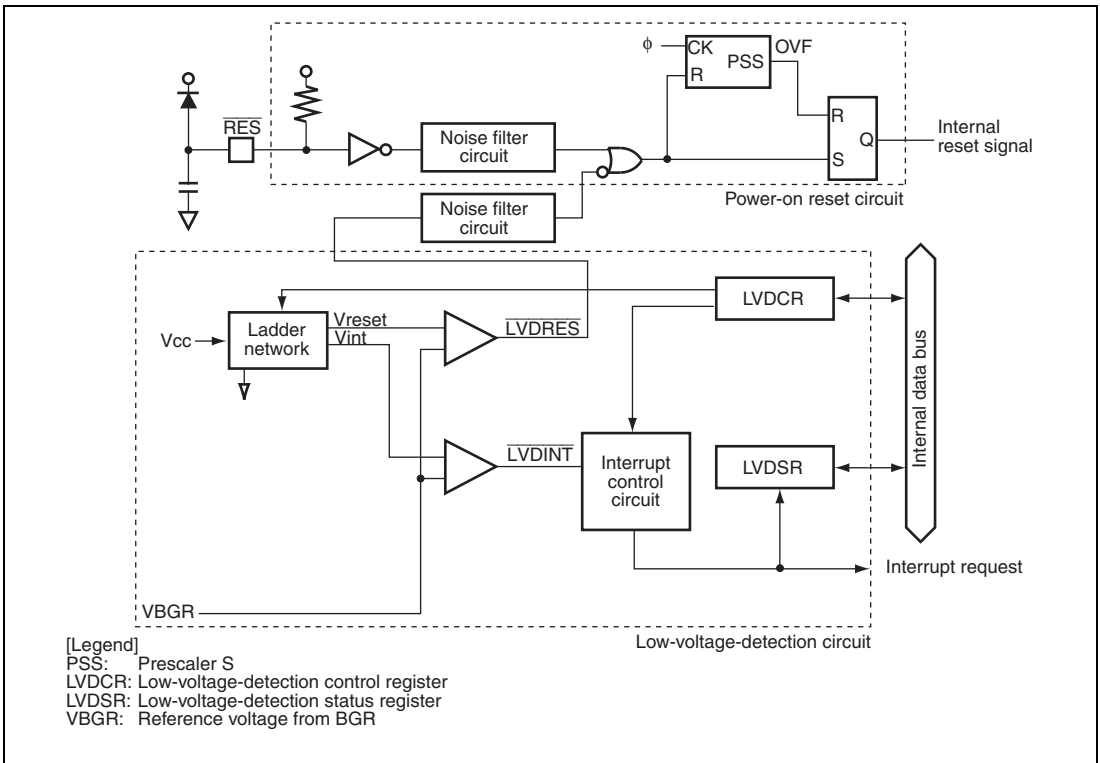 φ
CK
PSS
OVF
R
RES
Noise filter
circuit
R
Q
S
Internal
reset signal
Power-on reset circuit
Noise filter
circuit
LVDCR
Vcc
Ladder
network
Vreset
Vint
LVDRES
LVDINT
Interrupt
control
circuit
LVDSR
Internal data bus
Interrupt request
VBGR
Low-voltage-detection circuit
[Legend]
PSS: Prescaler S
LVDCR: Low-voltage-detection control register
LVDSR: Low-voltage-detection status register
VBGR: Reference voltage from BGR